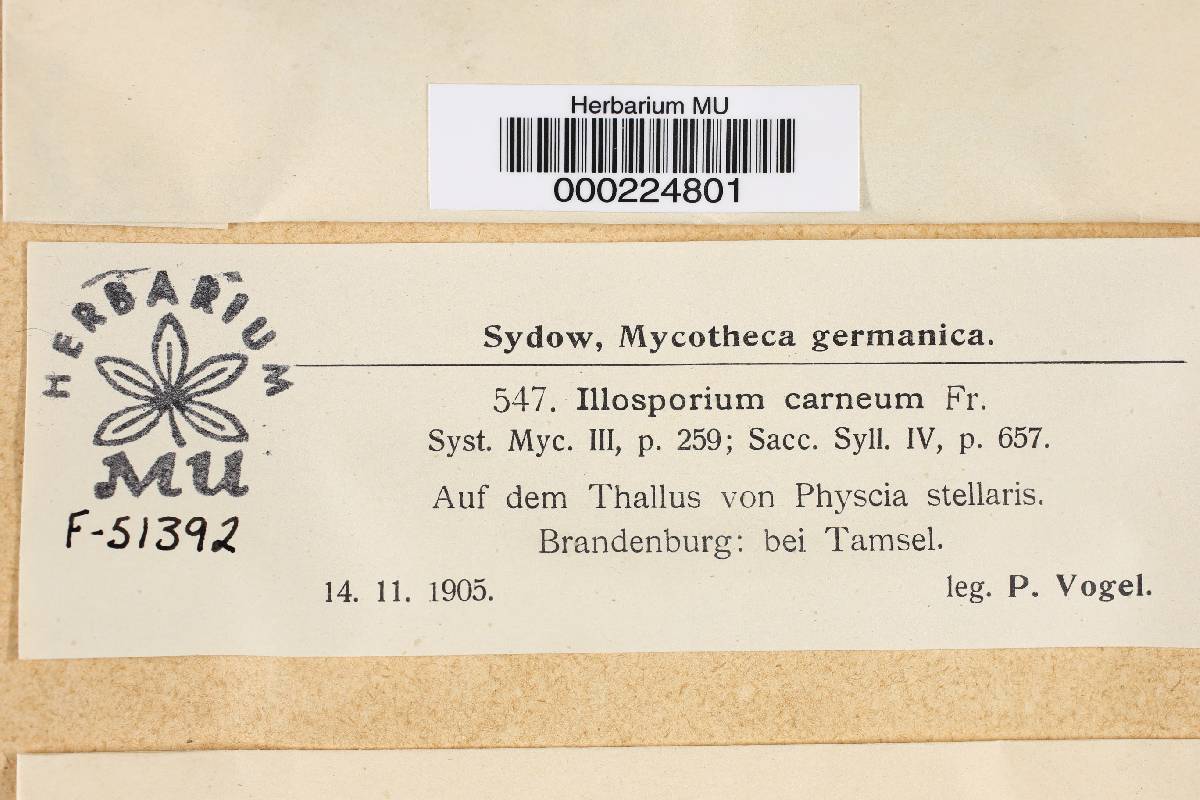 Herbarium MU
000224801
HERBARIUM
MU
F-51392
Sydow, Mycotheca germanica.
547. Illosporium carneum Fr.
Syst. Myc. III, p. 259; Sacc. Syll. IV, p. 657.
Auf dem Thallus von Physcia stellaris.
Brandenburg: bei Tamsel.
14. 11. 1905. leg. P. Vogel.